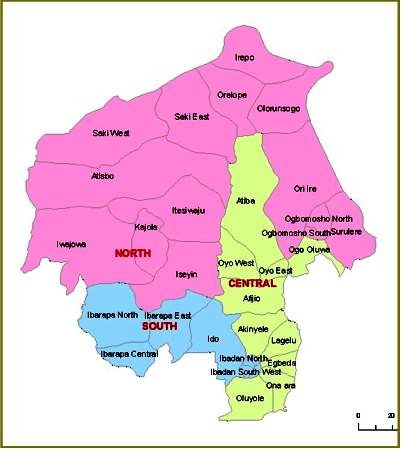 Irepo
Orelope
Olorunsogo
Saki East
Saki West
Atisbo
Ori Ire
Atiba
Itesiwaju
Ogbomosho North
Kajola
Ogbomosho South
Surulere
Iwajowa
Ogo Oluwa
NORTH
Oyo West
Oyo East
Iseyin
CENTRAL
Afijio
Ibarapa North
Ibarapa East
SOUTH
Akinyele
Ido
Lagelu
Ibarapa Central
Ibadan North
Egbeda
Ibadan South West
Ona ara
Oluyole
0
20